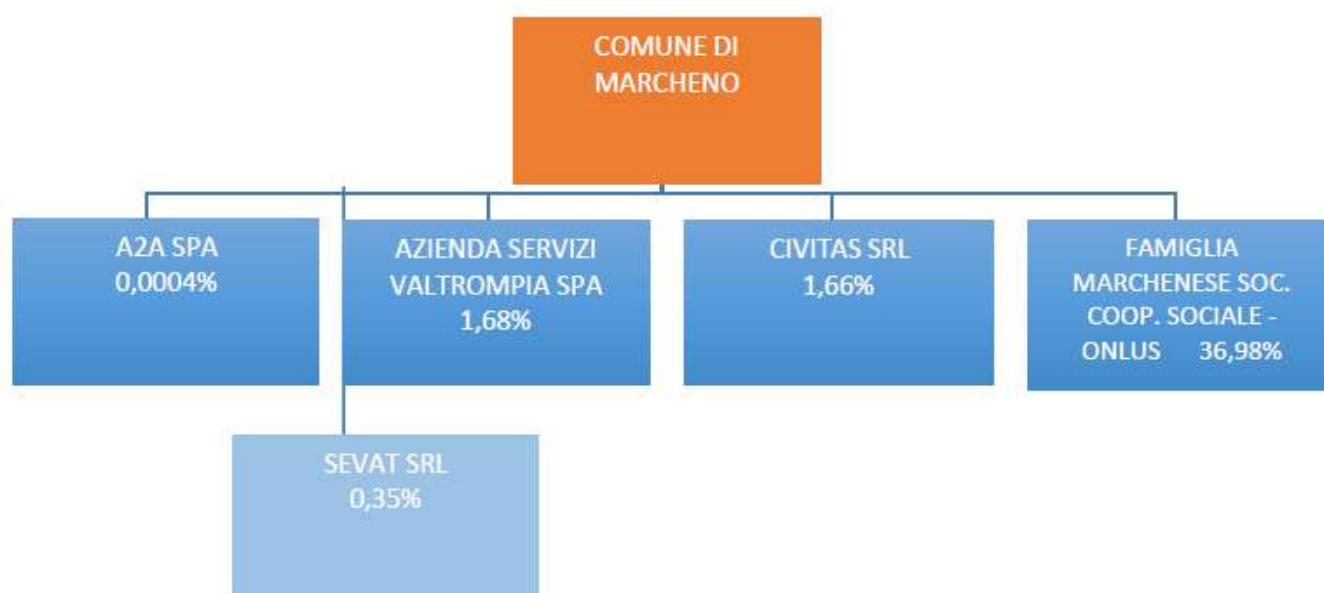 COMUNE DI
MARCHENO
A2A SPA
0,0004%
AZIENDA SERVIZI
VALTROMPIA SPA
1,68%
CIVITAS SRL
1,66%
FAMIGLIA
MARCHENESE SOC.
COOP. SOCIALE -
ONLUS 36,98%
SEVAT SRL
0,35%